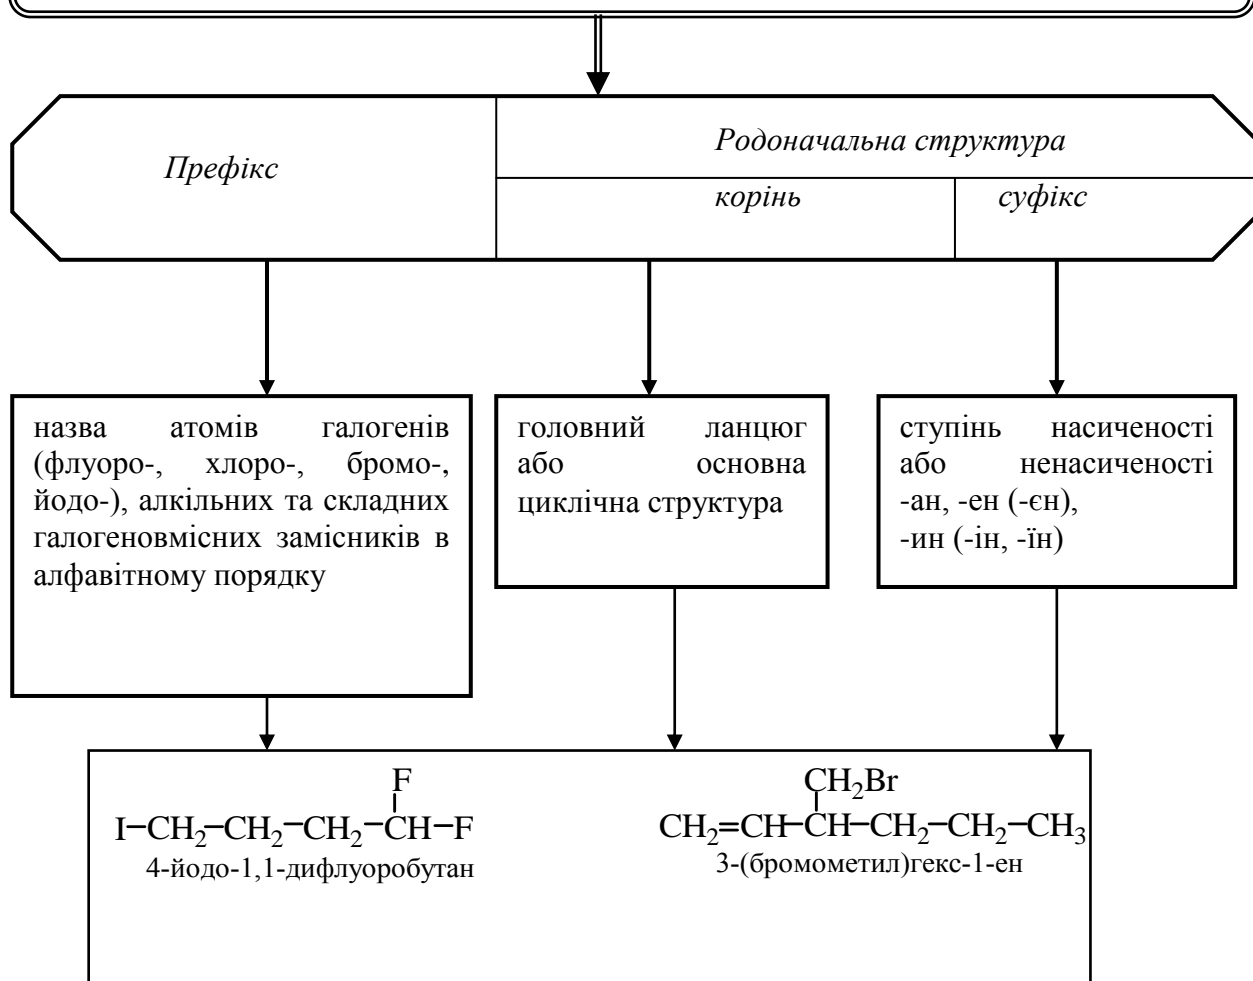 Префікс
Родоначальна структура
корінь
суфікс
назва атомів галогенів
(флуоро-, хлоро-, бромо-,
йодо-), алкільних та складних
галогеновмісних замісників в
алфавітному порядку
головний ланцюг
або основна
циклічна структура
ступінь насиченості
або ненасиченості
-ан, -ен (-єн),
-ин (-ін, -їн)
F
I–CH₂–CH₂–CH₂–CH–F
4-йодо-1,1-дифлуоробутан
CH₂Br
CH₂=CH–CH–CH₂–CH₂–CH₃
3-(бромометил)гекс-1-ен